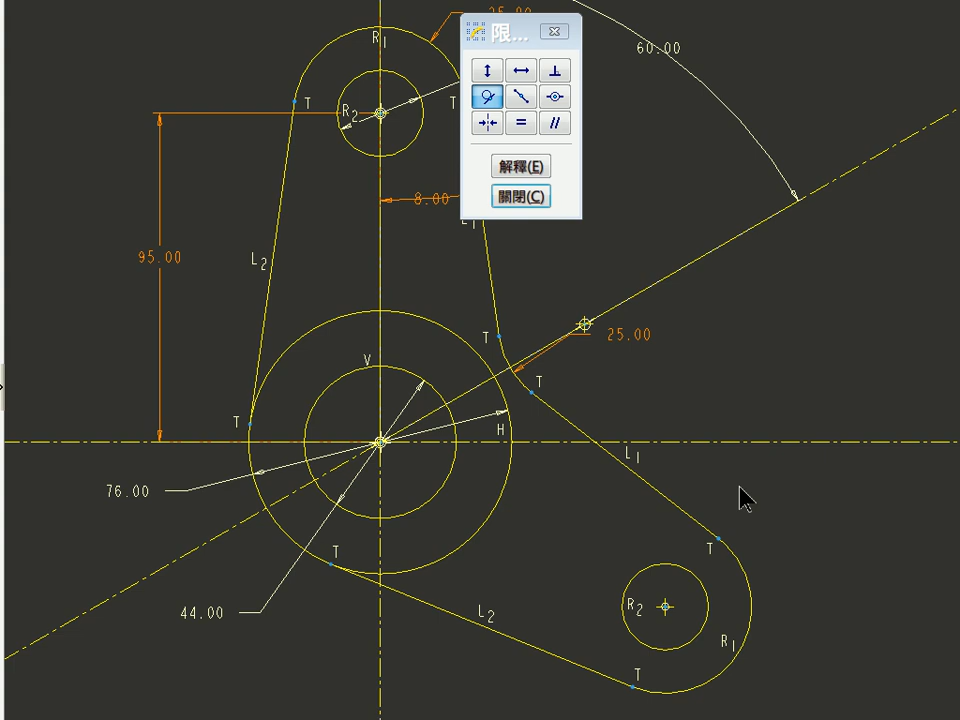 25.00
限...
R1
60.00
T
R2
T
8.00
解釋(E)
關閉(C)
L1
95.00
L2
T
25.00
V
T
T
H
L1
76.00
T
T
44.00
L2
R2
R1
T